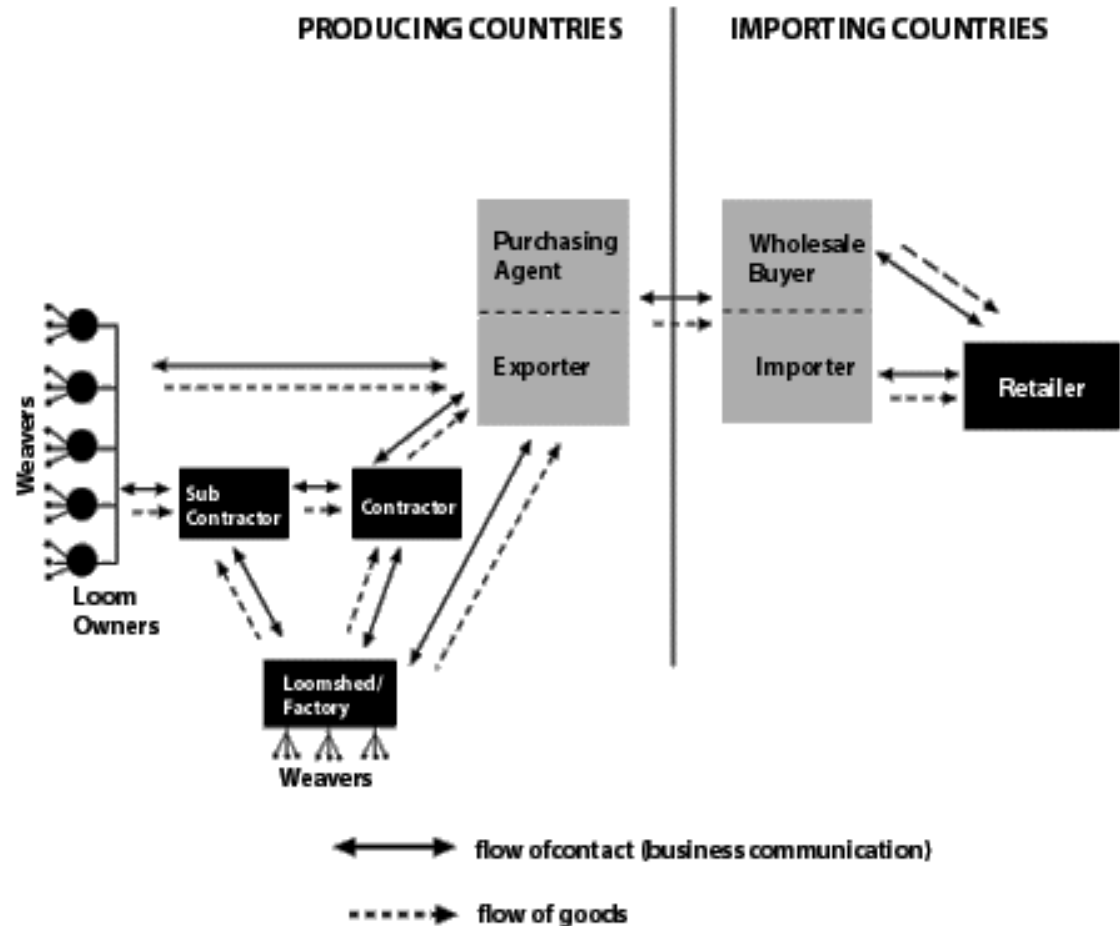 PRODUCING COUNTRIES
IMPORTING COUNTRIES
Purchasing
Agent
Exporter
Wholesale
Buyer
Importer
Retailer
Weavers
Sub
Contractor
Contractor
Loom
Owners
Loomshed/
Factory
Weavers
flow ofcontact (business communication)
flow of goods